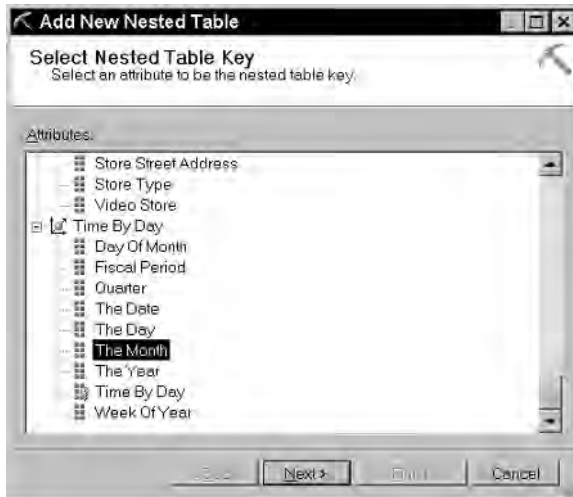 Add New Nested Table
Select Nested Table Key
Select an attribute to be the nested table key.
Attributes:
Store Street Address
Store Type
Video Store
Time By Day
Day Of Month
Fiscal Period
Quarter
The Date
The Day
The Month
The Year
Time By Day
Week Of Year
Next > Cancel